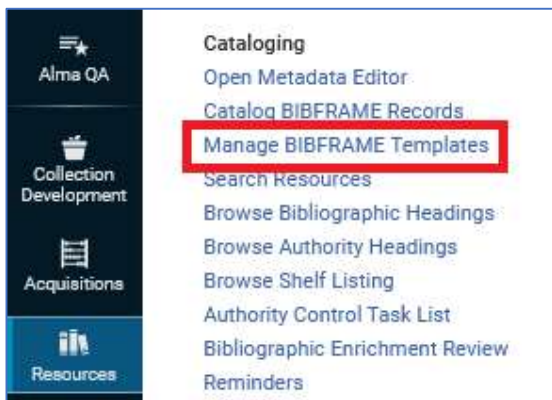 Alma QA
Collection
Development
Acquisitions
Resources
Cataloging
Open Metadata Editor
Catalog BIBFRAME Records
Manage BIBFRAME Templates
Search Resources
Browse Bibliographic Headings
Browse Authority Headings
Browse Shelf Listing
Authority Control Task List
Bibliographic Enrichment Review
Reminders